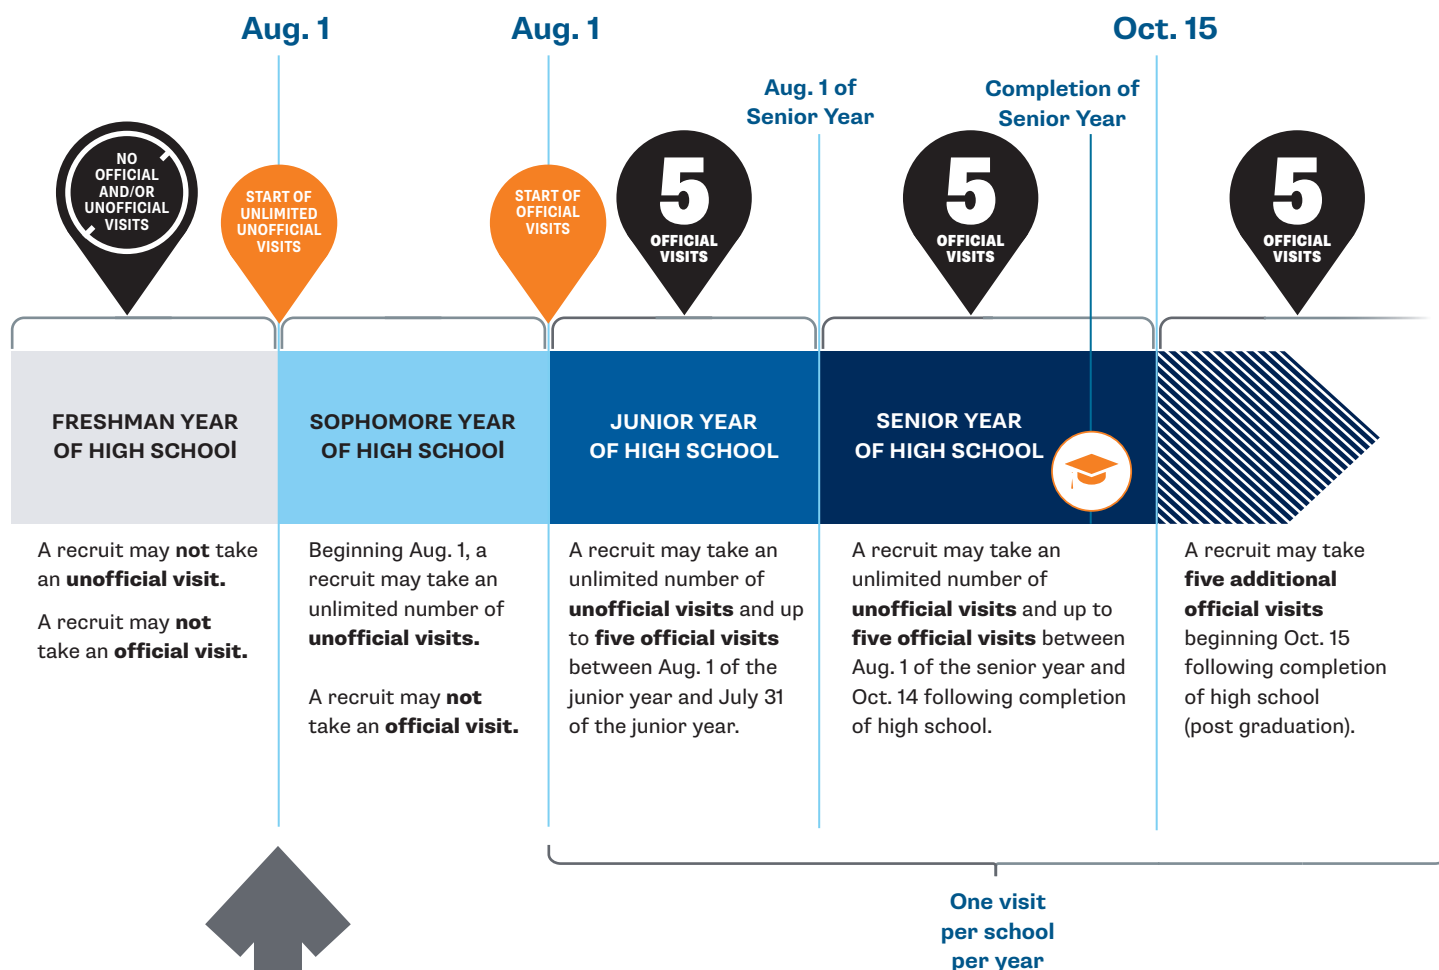 Aug. 1
Aug. 1
Oct. 15
Aug. 1 of
Senior Year
Completion of
Senior Year
NO
OFFICIAL
AND/OR
UNOFFICIAL
VISITS
START OF
UNLIMITED
UNOFFICIAL
VISITS
START OF
OFFICIAL
VISITS
5
OFFICIAL
VISITS
5
OFFICIAL
VISITS
5
OFFICIAL
VISITS
FRESHMAN YEAR
OF HIGH SCHOOl
SOPHOMORE YEAR
OF HIGH SCHOOl
JUNIOR YEAR
OF HIGH SCHOOL
SENIOR YEAR
OF HIGH SCHOOL
A recruit may not take
an unofficial visit.
A recruit may not
take an official visit.
Beginning Aug. 1, a
recruit may take an
unlimited number of
unofficial visits.
A recruit may not
take an official visit.
A recruit may take an
unlimited number of
unofficial visits and up
to five official visits
between Aug. 1 of the
junior year and July 31
of the junior year.
A recruit may take an
unlimited number of
unofficial visits and up to
five official visits between
Aug. 1 of the senior year and
Oct. 14 following completion
of high school.
A recruit may take
five additional
official visits
beginning Oct. 15
following completion
of high school
(post graduation).
One visit
per school
per year